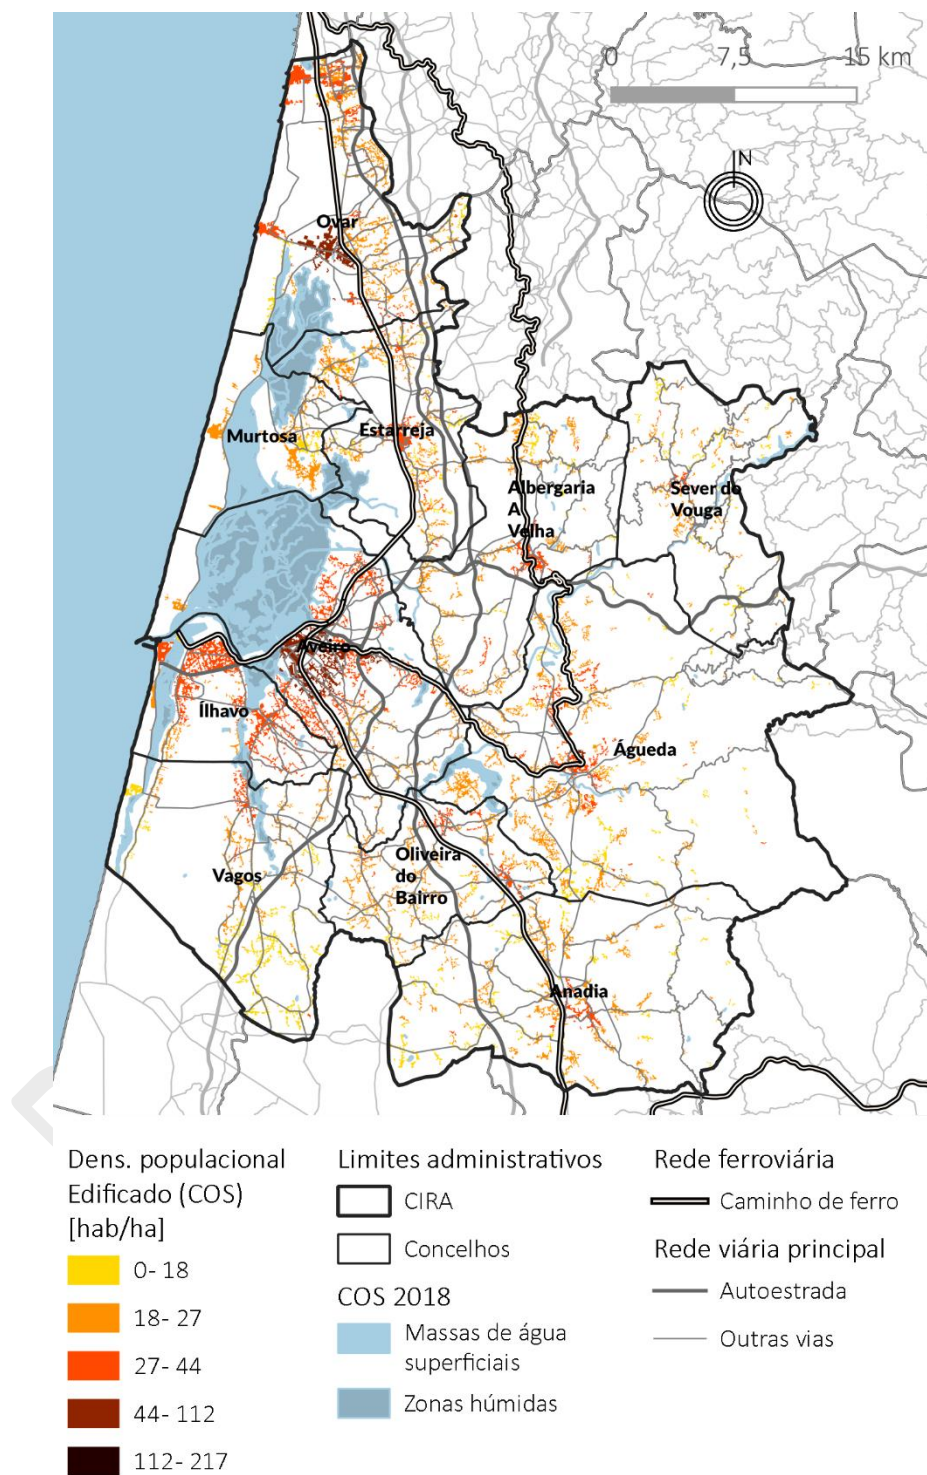 0 7,5 15 km
N
Ovar
Murtosa
Estarreja
Albergaria
A
Velha
Sever do
Vouga
Aveiro
Ílhavo
Águeda
Vagos
Oliveira
do
Bairro
Anadia
Dens. populacional
Edificado (COS)
[hab/ha]
0- 18
18- 27
27- 44
44- 112
112- 217
Limites administrativos
CIRA
Concelhos
COS 2018
Massas de água
superficiais
Zonas húmidas
Rede ferroviária
Caminho de ferro
Rede viária principal
Autoestrada
Outras vias